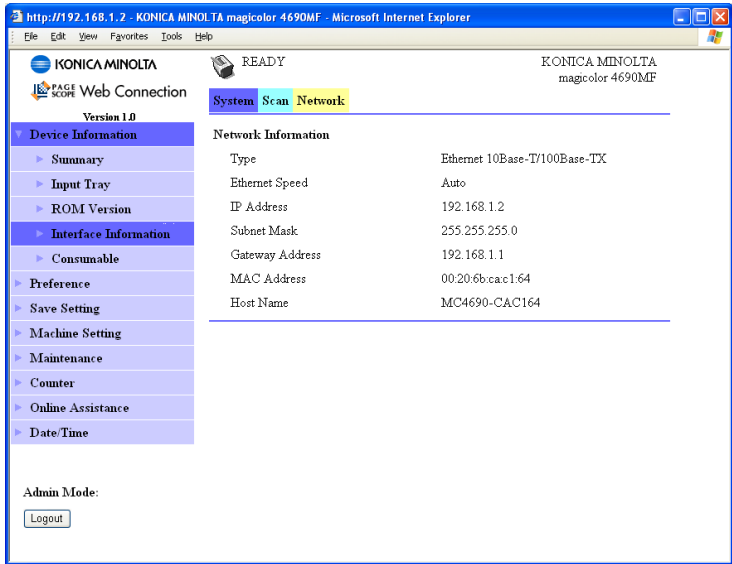 http://192.168.1.2 - KONICA MINOLTA magicolor 4690MF - Microsoft Internet Explorer
File Edit View Favorites Tools Help
KONICA MINOLTA
PAGE SCOPE Web Connection
Version 1.0
READY
KONICA MINOLTA
magicolor 4690MF
System Scan Network
Device Information
Summary
Input Tray
ROM Version
Interface Information
Consumable
Preference
Save Setting
Machine Setting
Maintenance
Counter
Online Assistance
Date/Time
Admin Mode:
Logout
Network Information
Type Ethernet 10Base-T/100Base-TX
Ethernet Speed Auto
IP Address 192.168.1.2
Subnet Mask 255.255.255.0
Gateway Address 192.168.1.1
MAC Address 00:20:6b:ca:c1:64
Host Name MC4690-CAC164